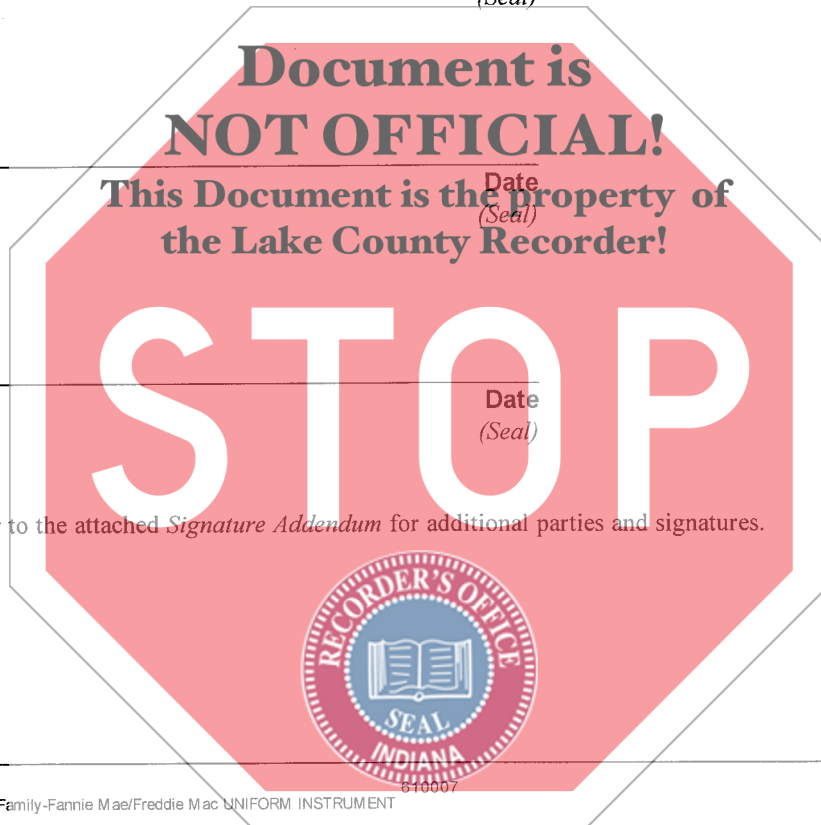 (Seal)
Document is
NOT OFFICIAL!
Date
This Document is the property of
(Seal)
the Lake County Recorder!
STOP
Date
(Seal)
to the attached Signature Addendum for additional parties and signatures.
RECORDER'S OFFICE
SEAL
INDIANA
610007
Family-Fannie Mae/Freddie Mac UNIFORM INSTRUMENT